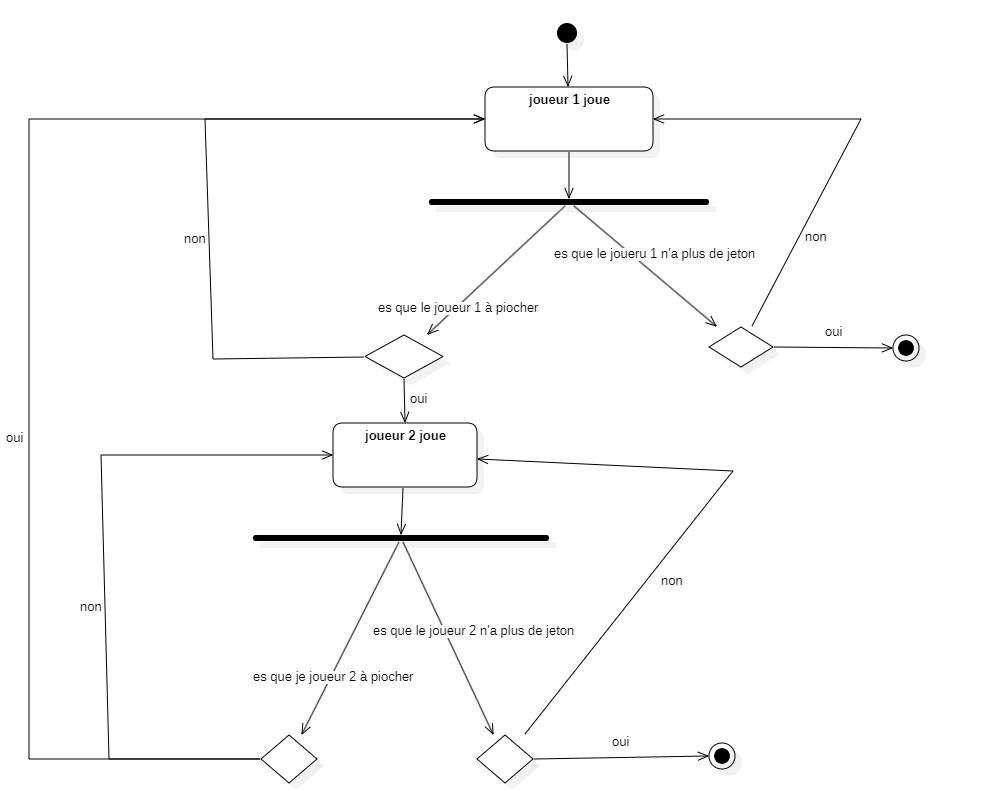 joueur 1 joue
non
es que le joueru 1 n'a plus de jeton
non
es que le joueur 1 à piocher
oui
oui
joueur 2 joue
oui
non
non
es que le joueur 2 n'a plus de jeton
es que je joueur 2 à piocher
oui